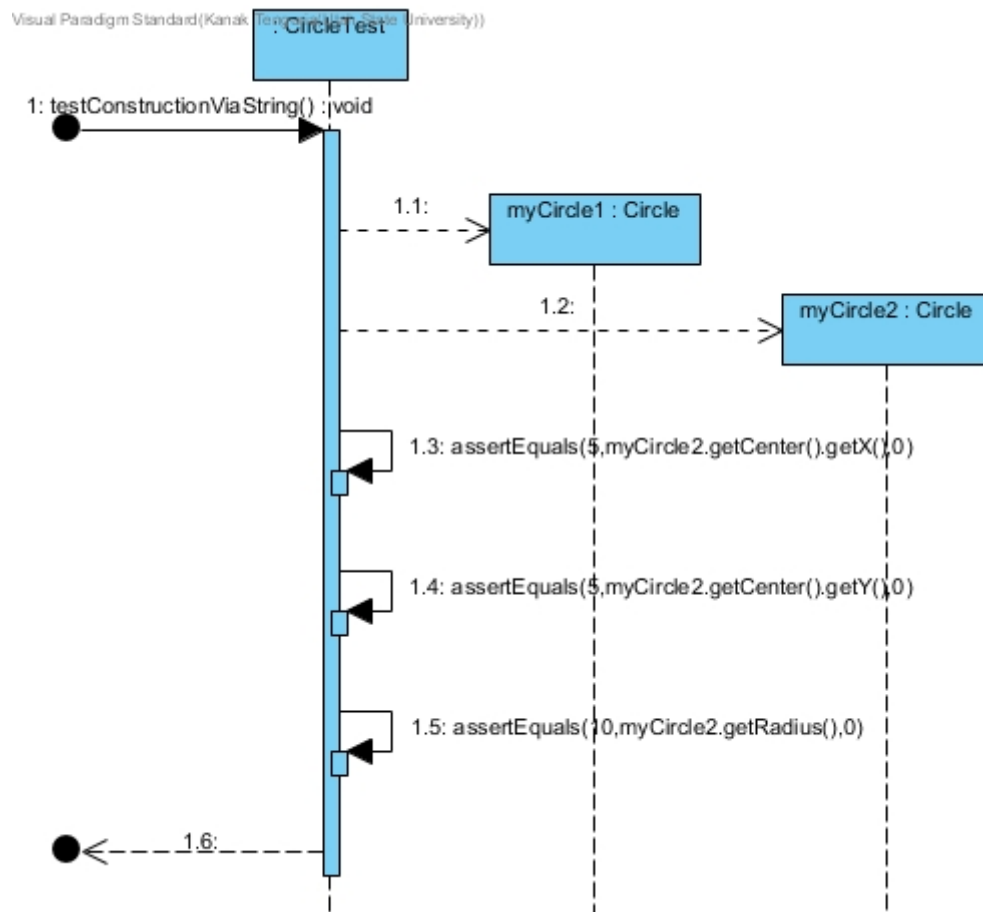 Visual Paradigm Standard(Kanak State University))
: CircleTest
1: testConstructionViaString() : void
1.1:
myCircle1 : Circle
1.2:
myCircle2 : Circle
1.3: assertEquals(5,myCircle2.getCenter().getX(),0)
1.4: assertEquals(5,myCircle2.getCenter().getY(),0)
1.5: assertEquals(10,myCircle2.getRadius(),0)
1.6: